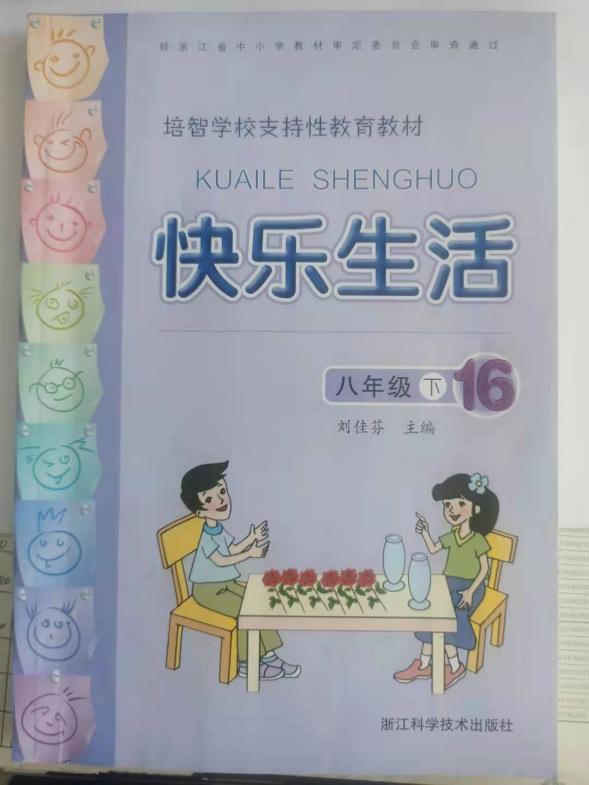 经浙江省中小学教材审定委员会审查通过
培智学校支持性教育教材
KUAILE SHENGHUO
快乐生活
八年级 下 16
刘佳芬 主编
浙江科学技术出版社